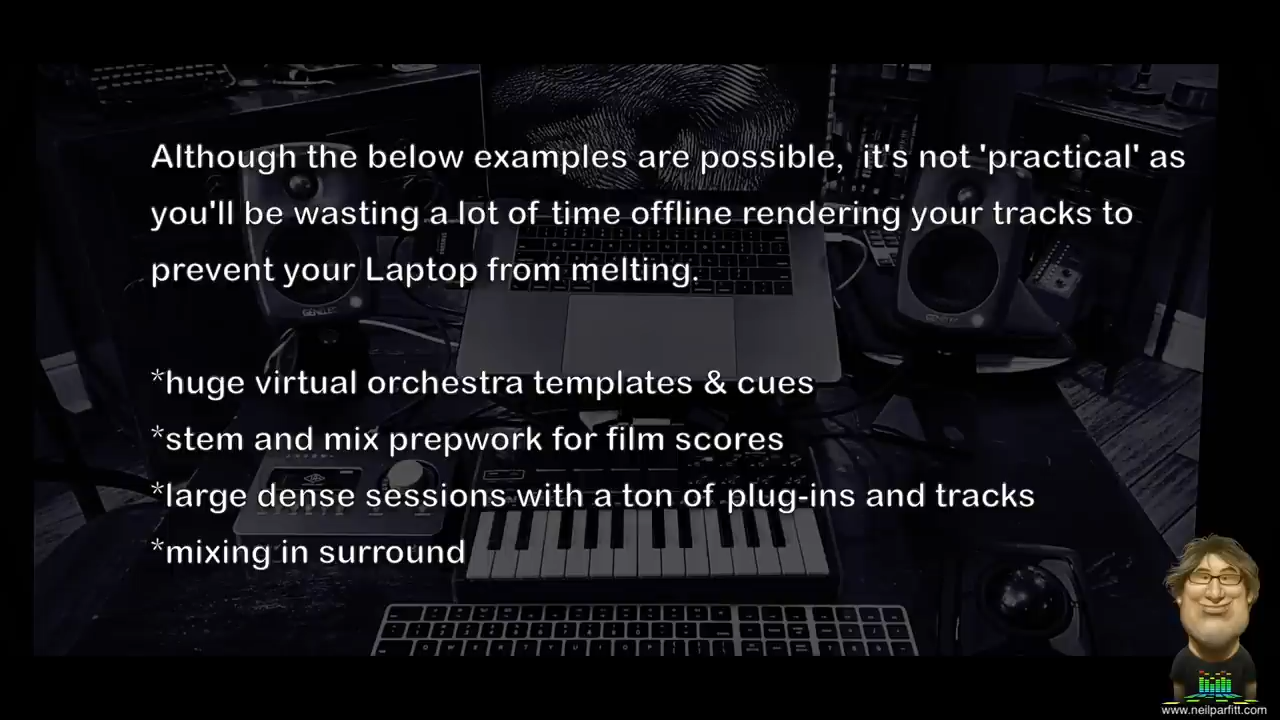 Although the below examples are possible,  it's not 'practical' as
you'll be wasting a lot of time offline rendering your tracks to
prevent your Laptop from melting.
*huge virtual orchestra templates & cues
*stem and mix prepwork for film scores
*large dense sessions with a ton of plug-ins and tracks
*mixing in surround
www.neilparfitt.com